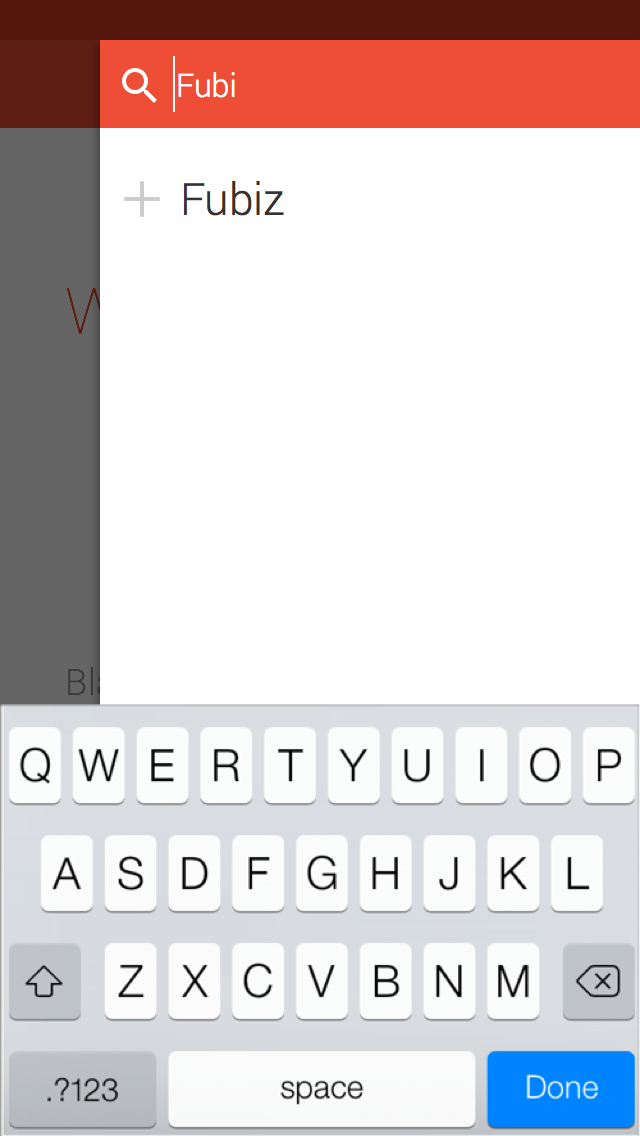 Fubi
Fubiz
W
Bla
Q W E R T Y U I O P
A S D F G H J K L
Z X C V B N M
.?123 space Done